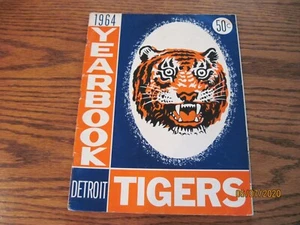 1964
50¢
YEARBOOK
DETROIT
TIGERS